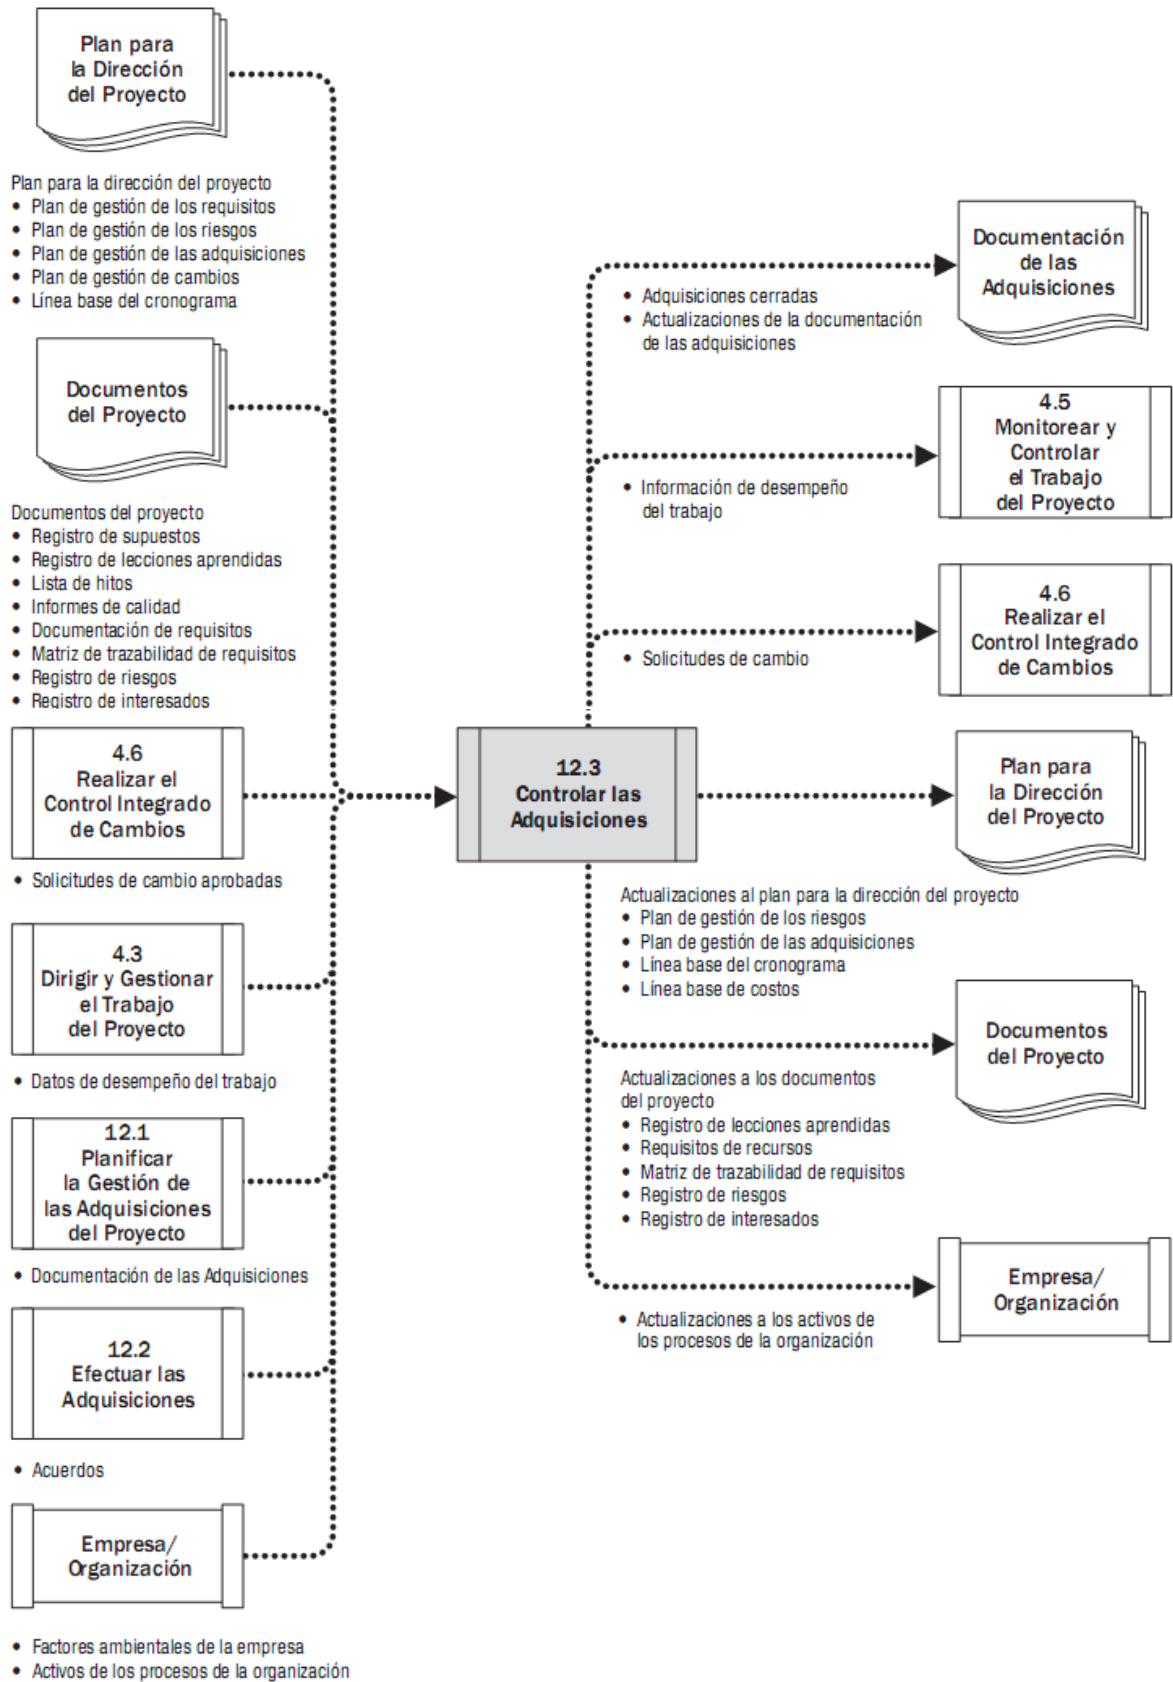 Plan para
la Dirección
del Proyecto
Plan para la dirección del proyecto
• Plan de gestión de los requisitos
• Plan de gestión de los riesgos
• Plan de gestión de las adquisiciones
• Plan de gestión de cambios
• Línea base del cronograma
Documentos
del Proyecto
Documentos del proyecto
• Registro de supuestos
• Registro de lecciones aprendidas
• Lista de hitos
• Informes de calidad
• Documentación de requisitos
• Matriz de trazabilidad de requisitos
• Registro de riesgos
• Registro de interesados
4.6
Realizar el
Control Integrado
de Cambios
• Solicitudes de cambio aprobadas
4.3
Dirigir y Gestionar
el Trabajo
del Proyecto
• Datos de desempeño del trabajo
12.1
Planificar
la Gestión de
las Adquisiciones
del Proyecto
• Documentación de las Adquisiciones
12.2
Efectuar las
Adquisiciones
• Acuerdos
Empresa/
Organización
• Factores ambientales de la empresa
• Activos de los procesos de la organización
12.3
Controlar las
Adquisiciones
Documentación
de las
Adquisiciones
• Adquisiciones cerradas
• Actualizaciones de la documentación
de las adquisiciones
4.5
Monitorear y
Controlar
el Trabajo
del Proyecto
• Información de desempeño
del trabajo
4.6
Realizar el
Control Integrado
de Cambios
• Solicitudes de cambio
Plan para
la Dirección
del Proyecto
Actualizaciones al plan para la dirección del proyecto
• Plan de gestión de los riesgos
• Plan de gestión de las adquisiciones
• Línea base del cronograma
• Línea base de costos
Documentos
del Proyecto
Actualizaciones a los documentos
del proyecto
• Registro de lecciones aprendidas
• Requisitos de recursos
• Matriz de trazabilidad de requisitos
• Registro de riesgos
• Registro de interesados
Empresa/
Organización
• Actualizaciones a los activos de
los procesos de la organización